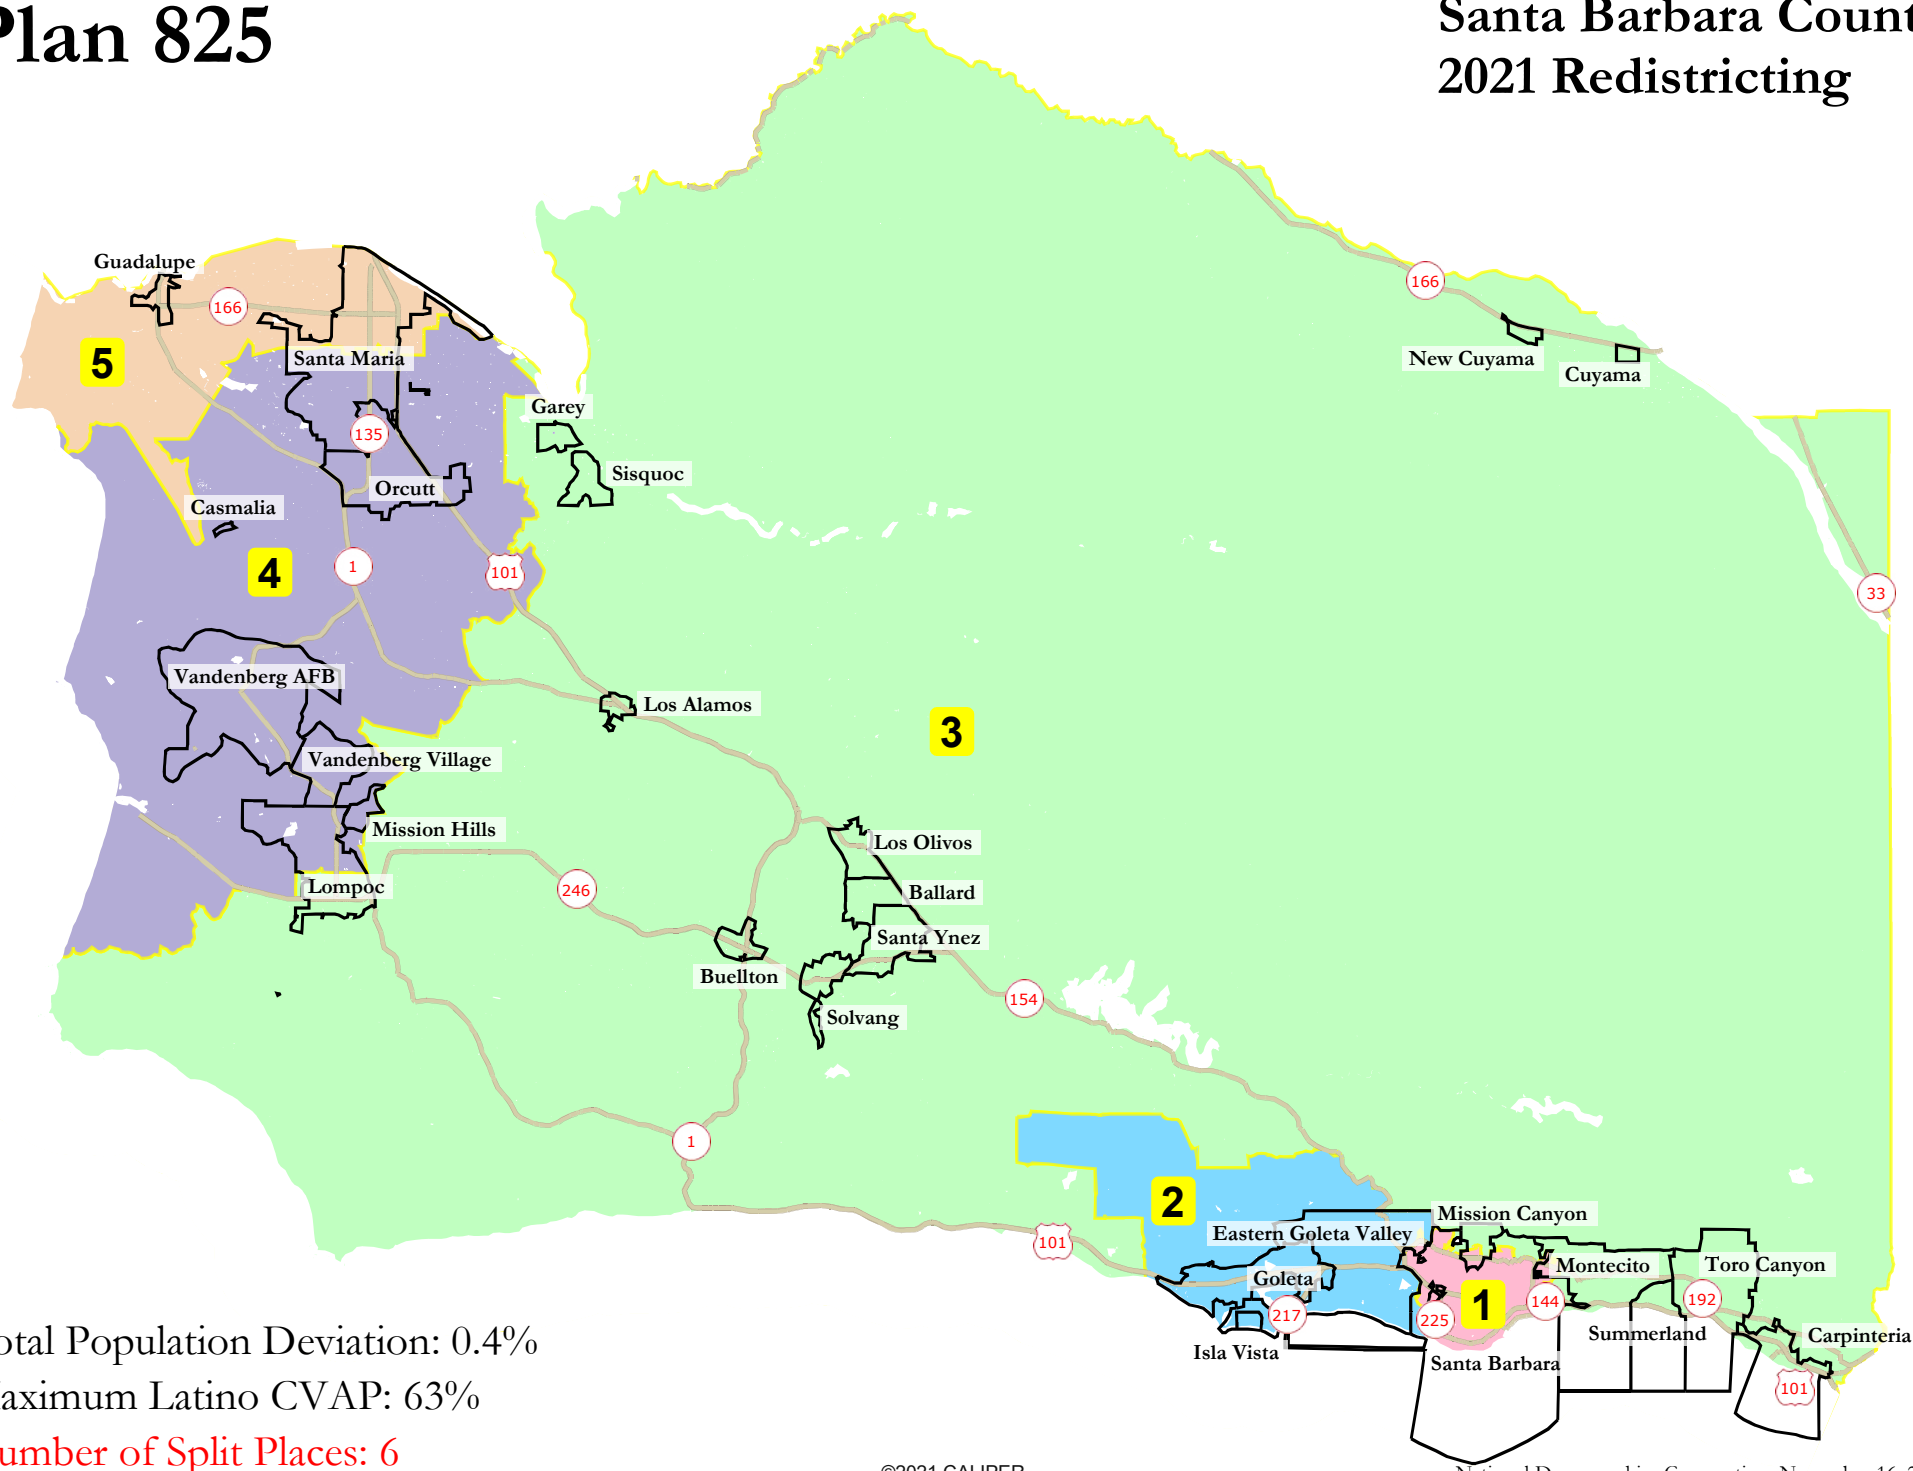 Plan 825
Santa Barbara Count
2021 Redistricting
Guadalupe
166
5
Santa Maria
135
Orcutt
Casmalia
4
1
101
Garey
Sisquoc
166
New Cuyama
Cuyama
33
Vandenberg AFB
Vandenberg Village
Mission Hills
Lompoc
Los Alamos
3
246
Los Olivos
Ballard
Santa Ynez
Buellton
Solvang
154
1
101
2
Eastern Goleta Valley
Goleta
217
Isla Vista
Mission Canyon
Montecito
Toro Canyon
1
144
225
192
Summerland
Santa Barbara
Carpinteria
101
otal Population Deviation: 0.4%
aximum Latino CVAP: 63%
umber of Split Places: 6
©2021 CALIPER